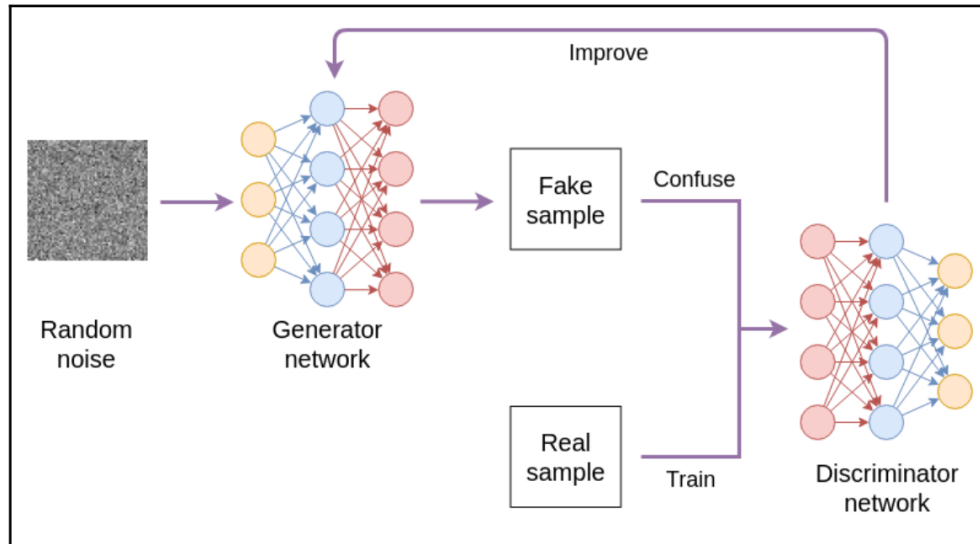 Improve
Random
noise
Generator
network
Fake
sample
Confuse
Real
sample
Train
Discriminator
network